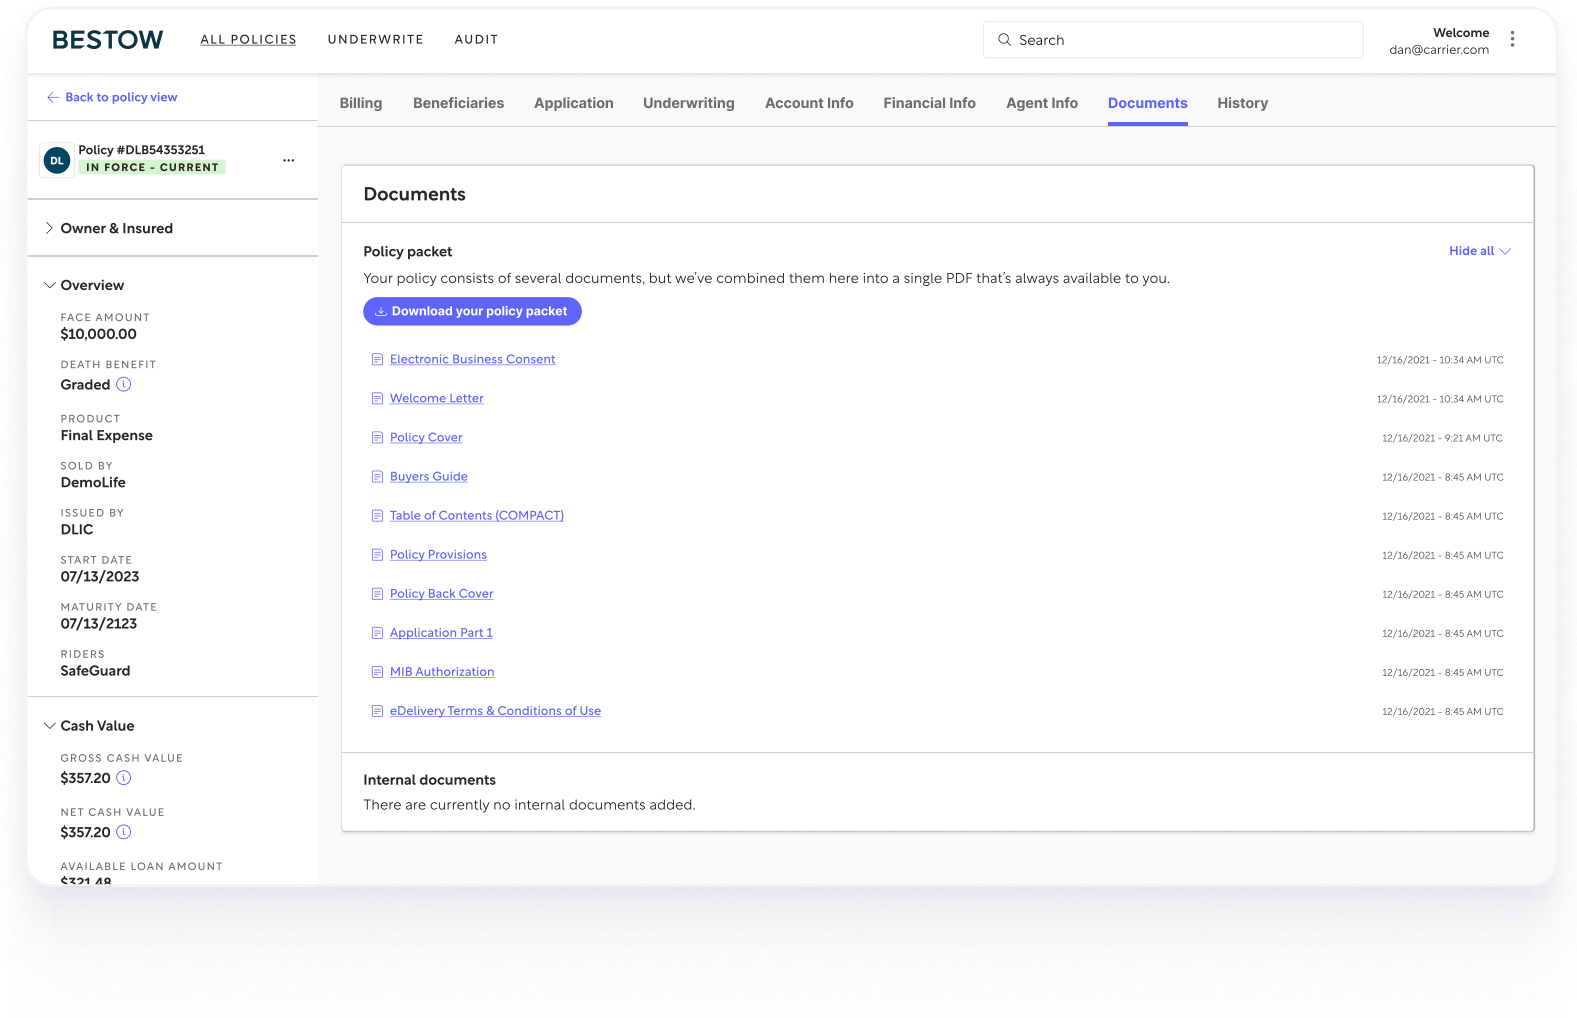 BESTOW
ALL POLICIES
UNDERWRITE
AUDIT
Search
Welcome
dan@carrier.com
Back to policy view
Billing
Beneficiaries
Application
Underwriting
Account Info
Financial Info
Agent Info
Documents
History
DL
Policy #DLB54353251
IN FORCE - CURRENT
Owner & Insured
Overview
FACE AMOUNT
$10,000.00
DEATH BENEFIT
Graded
PRODUCT
Final Expense
SOLD BY
DemoLife
ISSUED BY
DLIC
START DATE
07/13/2023
MATURITY DATE
07/13/2123
RIDERS
SafeGuard
Cash Value
GROSS CASH VALUE
$357.20
NET CASH VALUE
$357.20
AVAILABLE LOAN AMOUNT
$321.48
Documents
Policy packet
Hide all
Your policy consists of several documents, but we've combined them here into a single PDF that's always available to you.
Download your policy packet
Electronic Business Consent 12/16/2021 - 10:34 AM UTC
Welcome Letter 12/16/2021 - 10:34 AM UTC
Policy Cover 12/16/2021 - 9:21 AM UTC
Buyers Guide 12/16/2021 - 8:45 AM UTC
Table of Contents (COMPACT) 12/16/2021 - 8:45 AM UTC
Policy Provisions 12/16/2021 - 8:45 AM UTC
Policy Back Cover 12/16/2021 - 8:45 AM UTC
Application Part 1 12/16/2021 - 8:45 AM UTC
MIB Authorization 12/16/2021 - 8:45 AM UTC
eDelivery Terms & Conditions of Use 12/16/2021 - 8:45 AM UTC
Internal documents
There are currently no internal documents added.